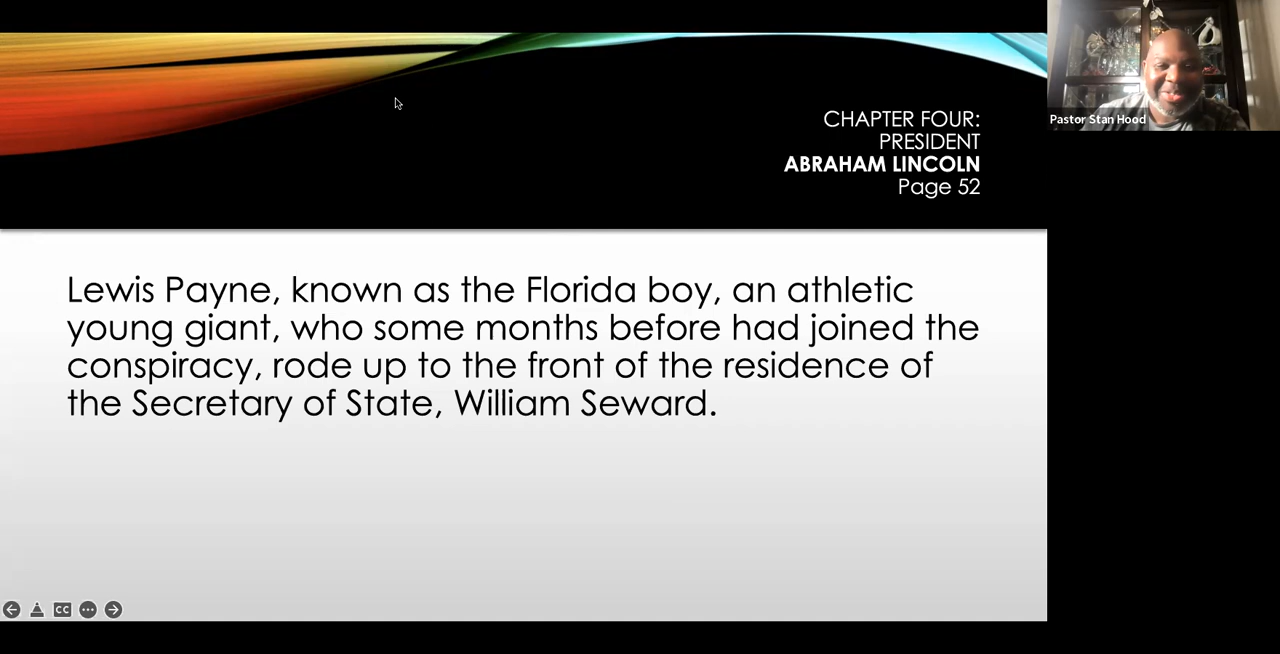 CHAPTER FOUR:
PRESIDENT
ABRAHAM LINCOLN
Page 52
Pastor Stan Hood
Lewis Payne, known as the Florida boy, an athletic
young giant, who some months before had joined the
conspiracy, rode up to the front of the residence of
the Secretary of State, William Seward.
CC